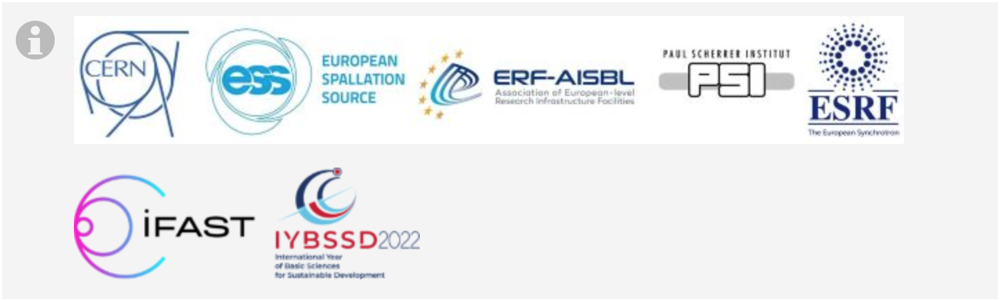 CERN
ess
EUROPEAN
SPALLATION
SOURCE
ERF-AISBL
Association of European-level
Research Infrastructure Facilities
PAUL SCHERRER INSTITUT
PSI
ESRF
The European Synchrotron
iFAST
IYBSSD2022
International Year
of Basic Sciences
for Sustainable Development